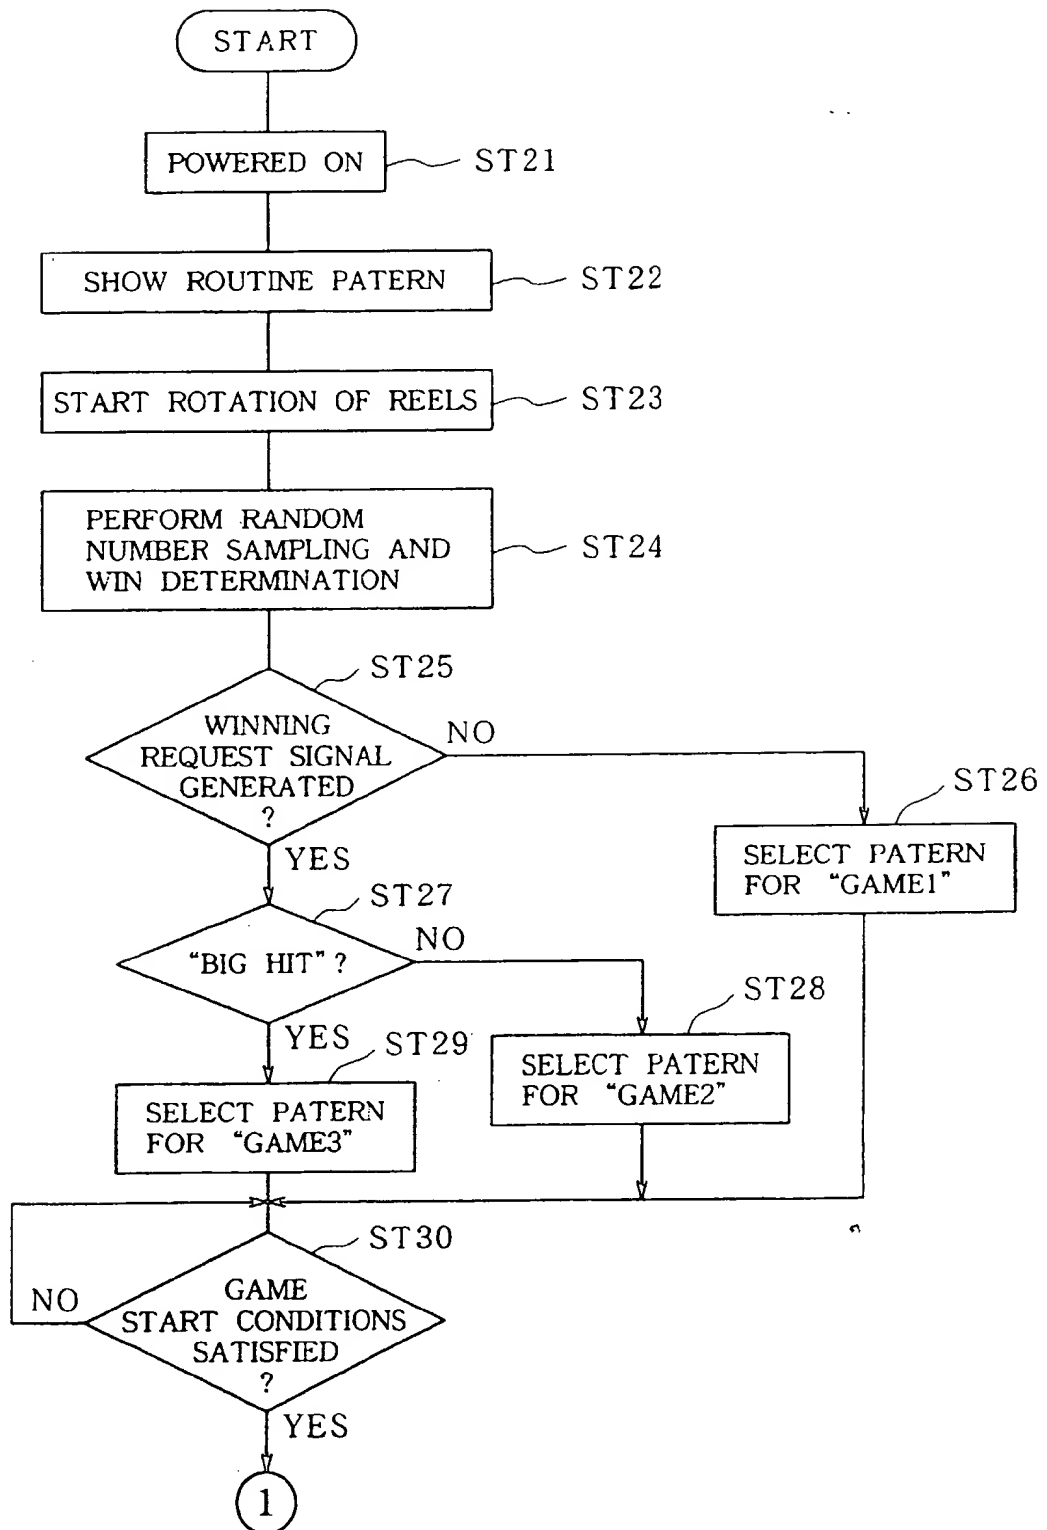 START
POWERED ON
ST21
SHOW ROUTINE PATERN
ST22
START ROTATION OF REELS
ST23
PERFORM RANDOM
NUMBER SAMPLING AND
WIN DETERMINATION
ST24
ST25
WINNING
REQUEST SIGNAL
GENERATED
?
NO
YES
ST26
SELECT PATERN
FOR "GAME1"
ST27
"BIG HIT"?
NO
YES
ST28
SELECT PATERN
FOR "GAME2"
ST29
SELECT PATERN
FOR "GAME3"
ST30
GAME
START CONDITIONS
SATISFIED
?
NO
YES
1